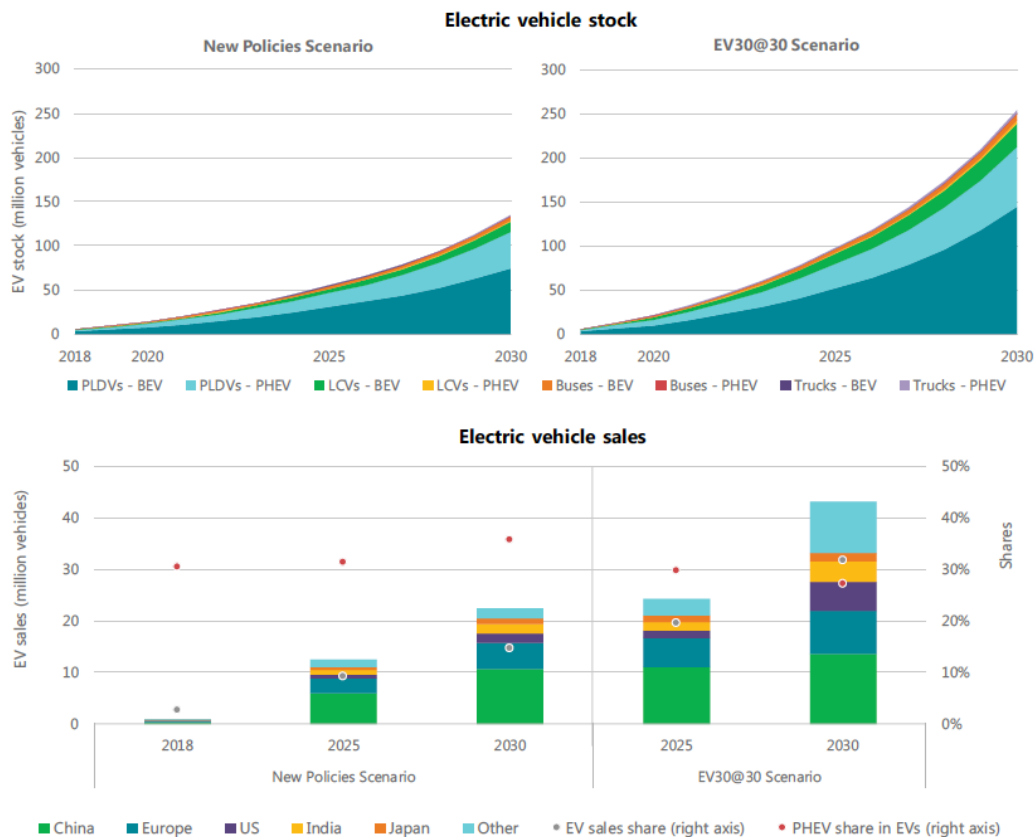 Electric vehicle stock
New Policies Scenario
EV30@30 Scenario
EV stock (million vehicles)
300
250
200
150
100
50
0
2018 2020 2025 2030
300
250
200
150
100
50
0
2018 2020 2025 2030
PLDVs - BEV PLDVs - PHEV LCVs - BEV LCVs - PHEV Buses - BEV Buses - PHEV Trucks - BEV Trucks - PHEV
Electric vehicle sales
EV sales (million vehicles)
50
40
30
20
10
0
50%
40%
30%
20%
10%
0%
Shares
2018 2025 2030 2025 2030
New Policies Scenario EV30@30 Scenario
China Europe US India Japan Other EV sales share (right axis) PHEV share in EVs (right axis)